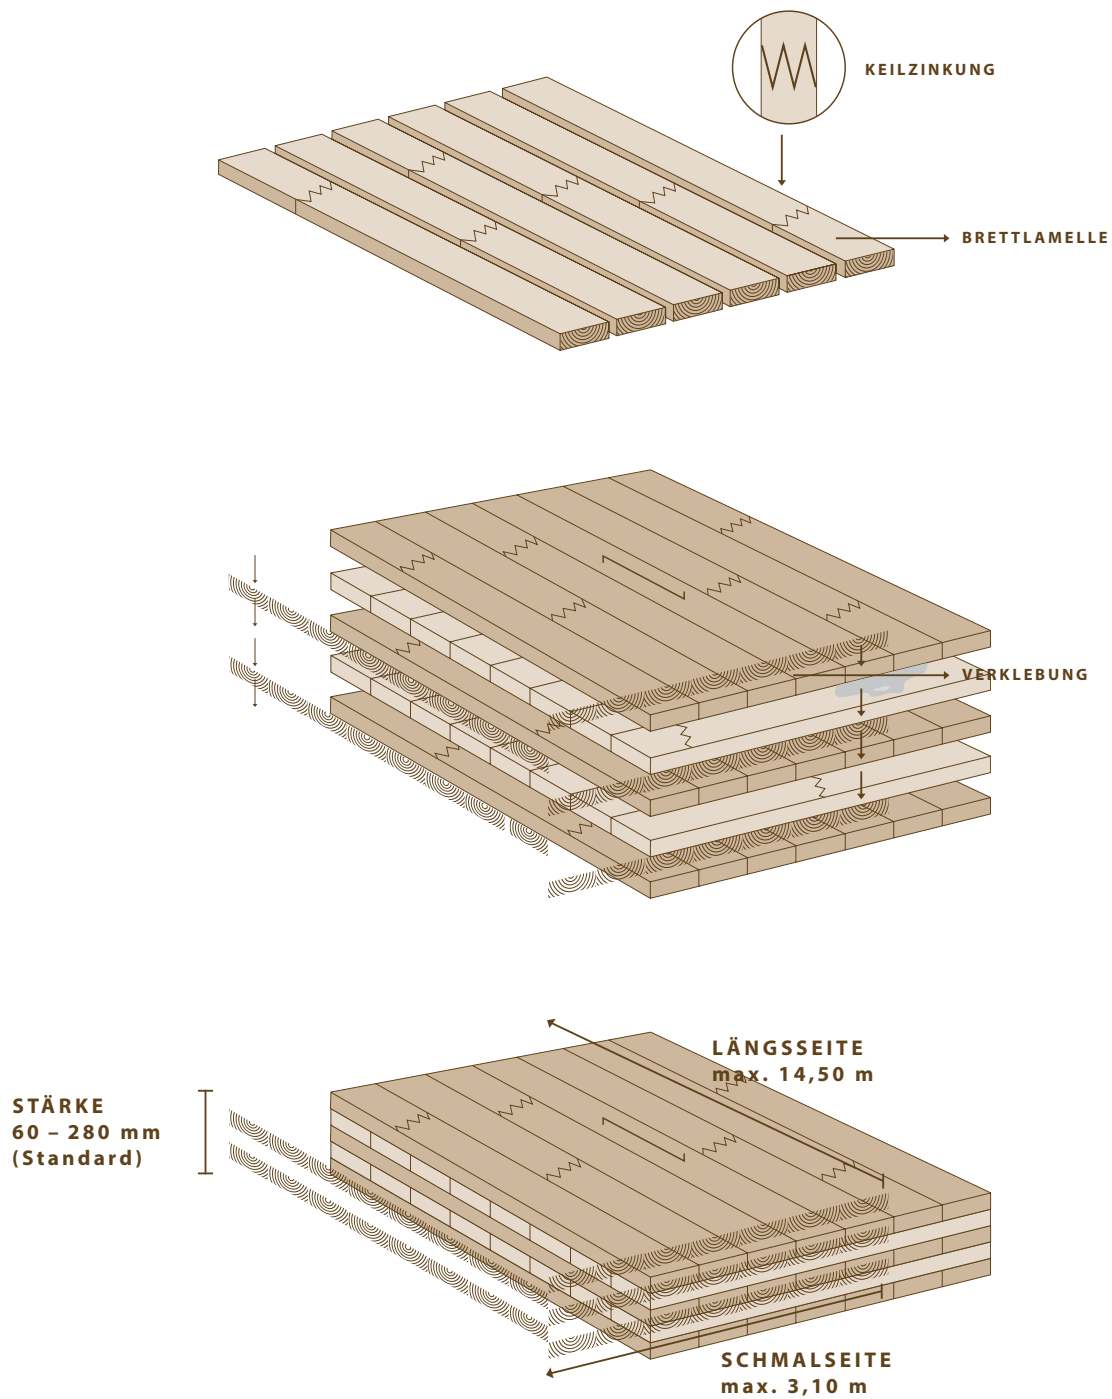 KEILZINKUNG
BRETTLAMELLE
VERKLEBUNG
LÄNGSSEITE
max. 14,50 m
STÄRKE
60 – 280 mm
(Standard)
SCHMALSEITE
max. 3,10 m